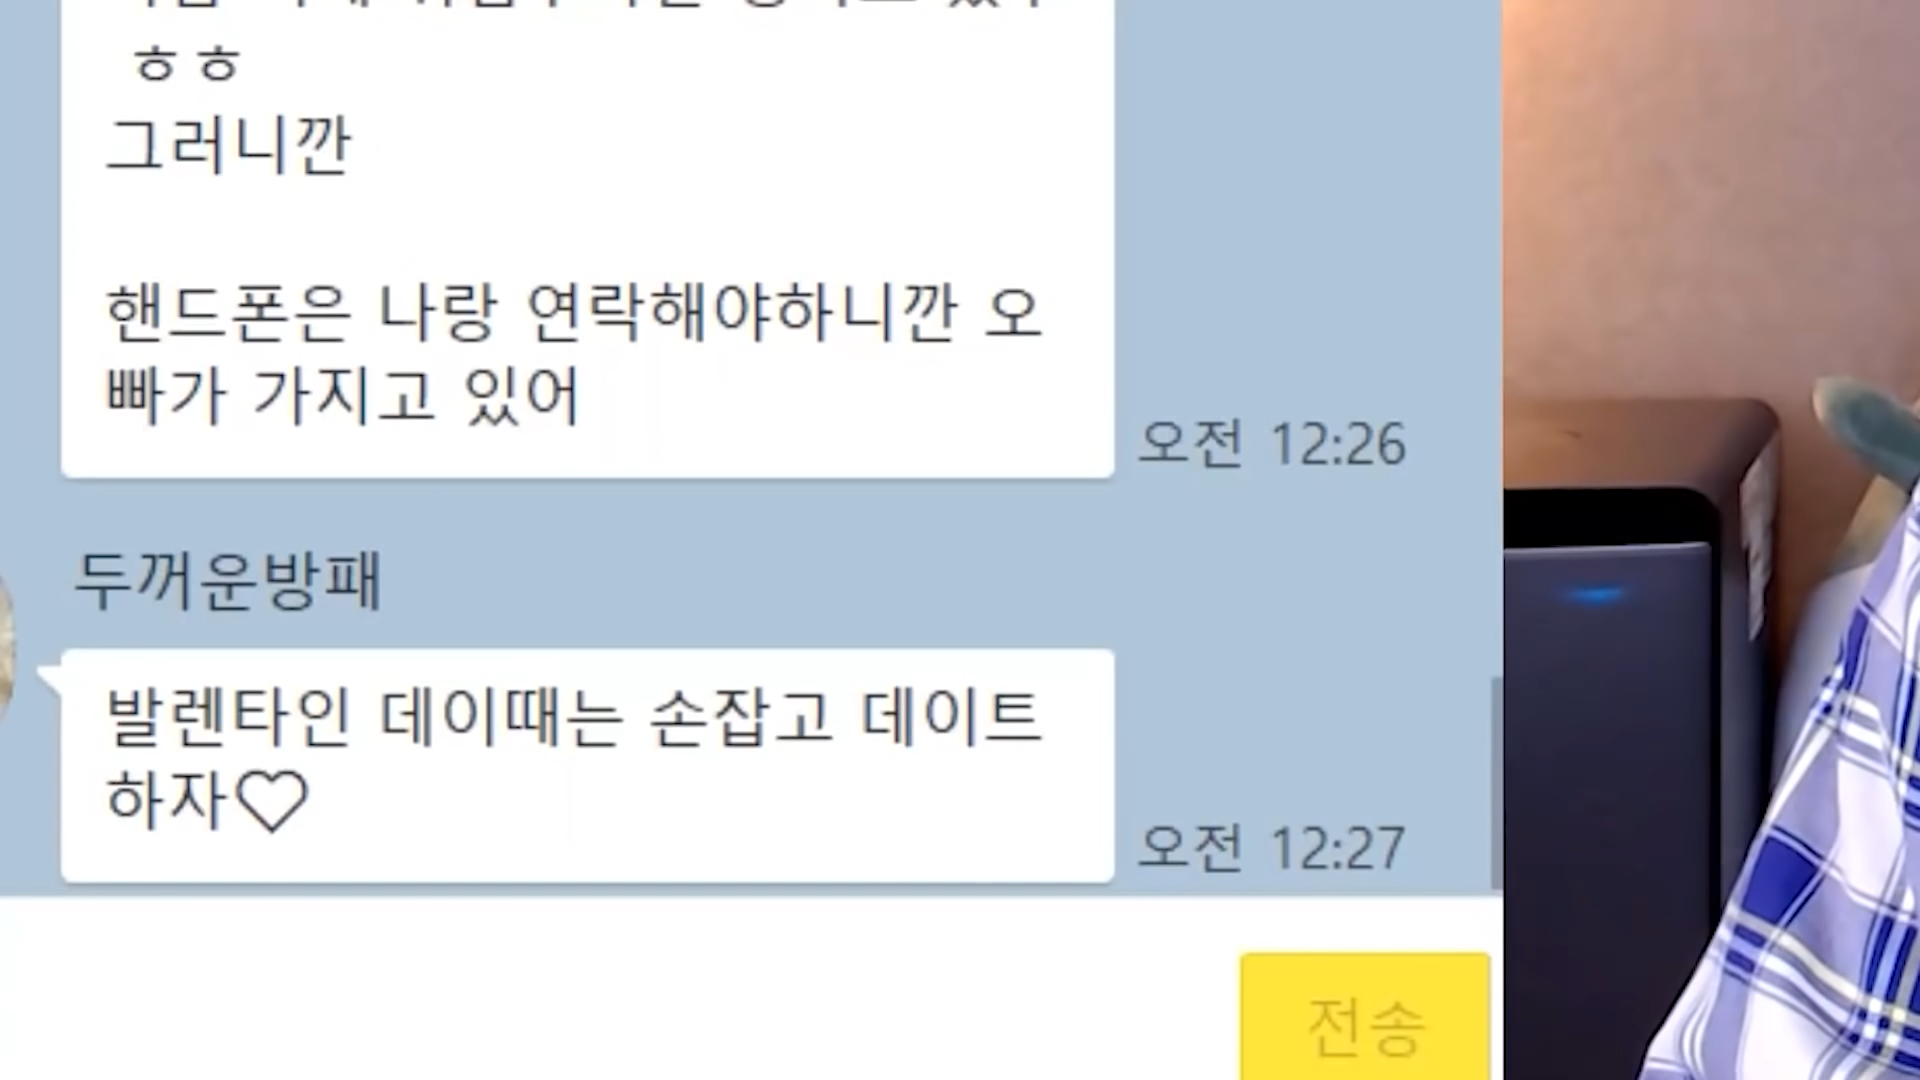 ㅎㅎ
그러니깐
핸드폰은 나랑 연락해야하니깐 오
빠가 가지고 있어
오전 12:26
두꺼운방패
발렌타인 데이때는 손잡고 데이트
하자♡
오전 12:27
전송